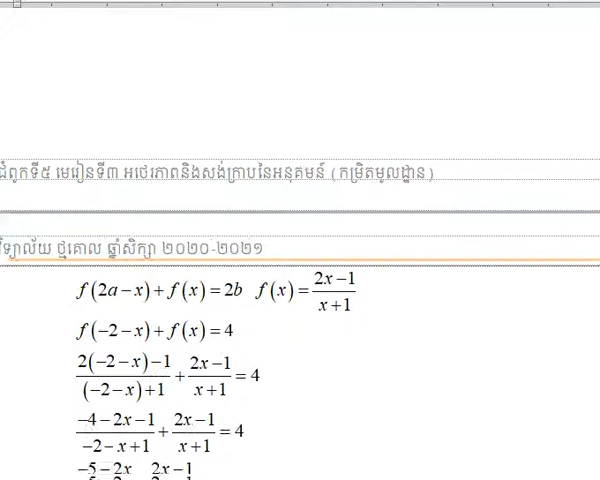 ជំពូកទី៥ មេរៀនទី៣ អថេរភាពនិងសង់ក្រាបនៃអនុគមន៍ (កម្រិតមូលដ្ឋាន)
វិទ្យាល័យ ថ្មគោល ឆ្នាំសិក្សា ២០២០-២០២១
f(2a−x)+f(x)=2b f(x)=(2x−1)/(x+1)
f(−2−x)+f(x)=4
(2(−2−x)−1)/((−2−x)+1)+(2x−1)/(x+1)=4
(−4−2x−1)/(−2−x+1)+(2x−1)/(x+1)=4
−5−2x 2x−1